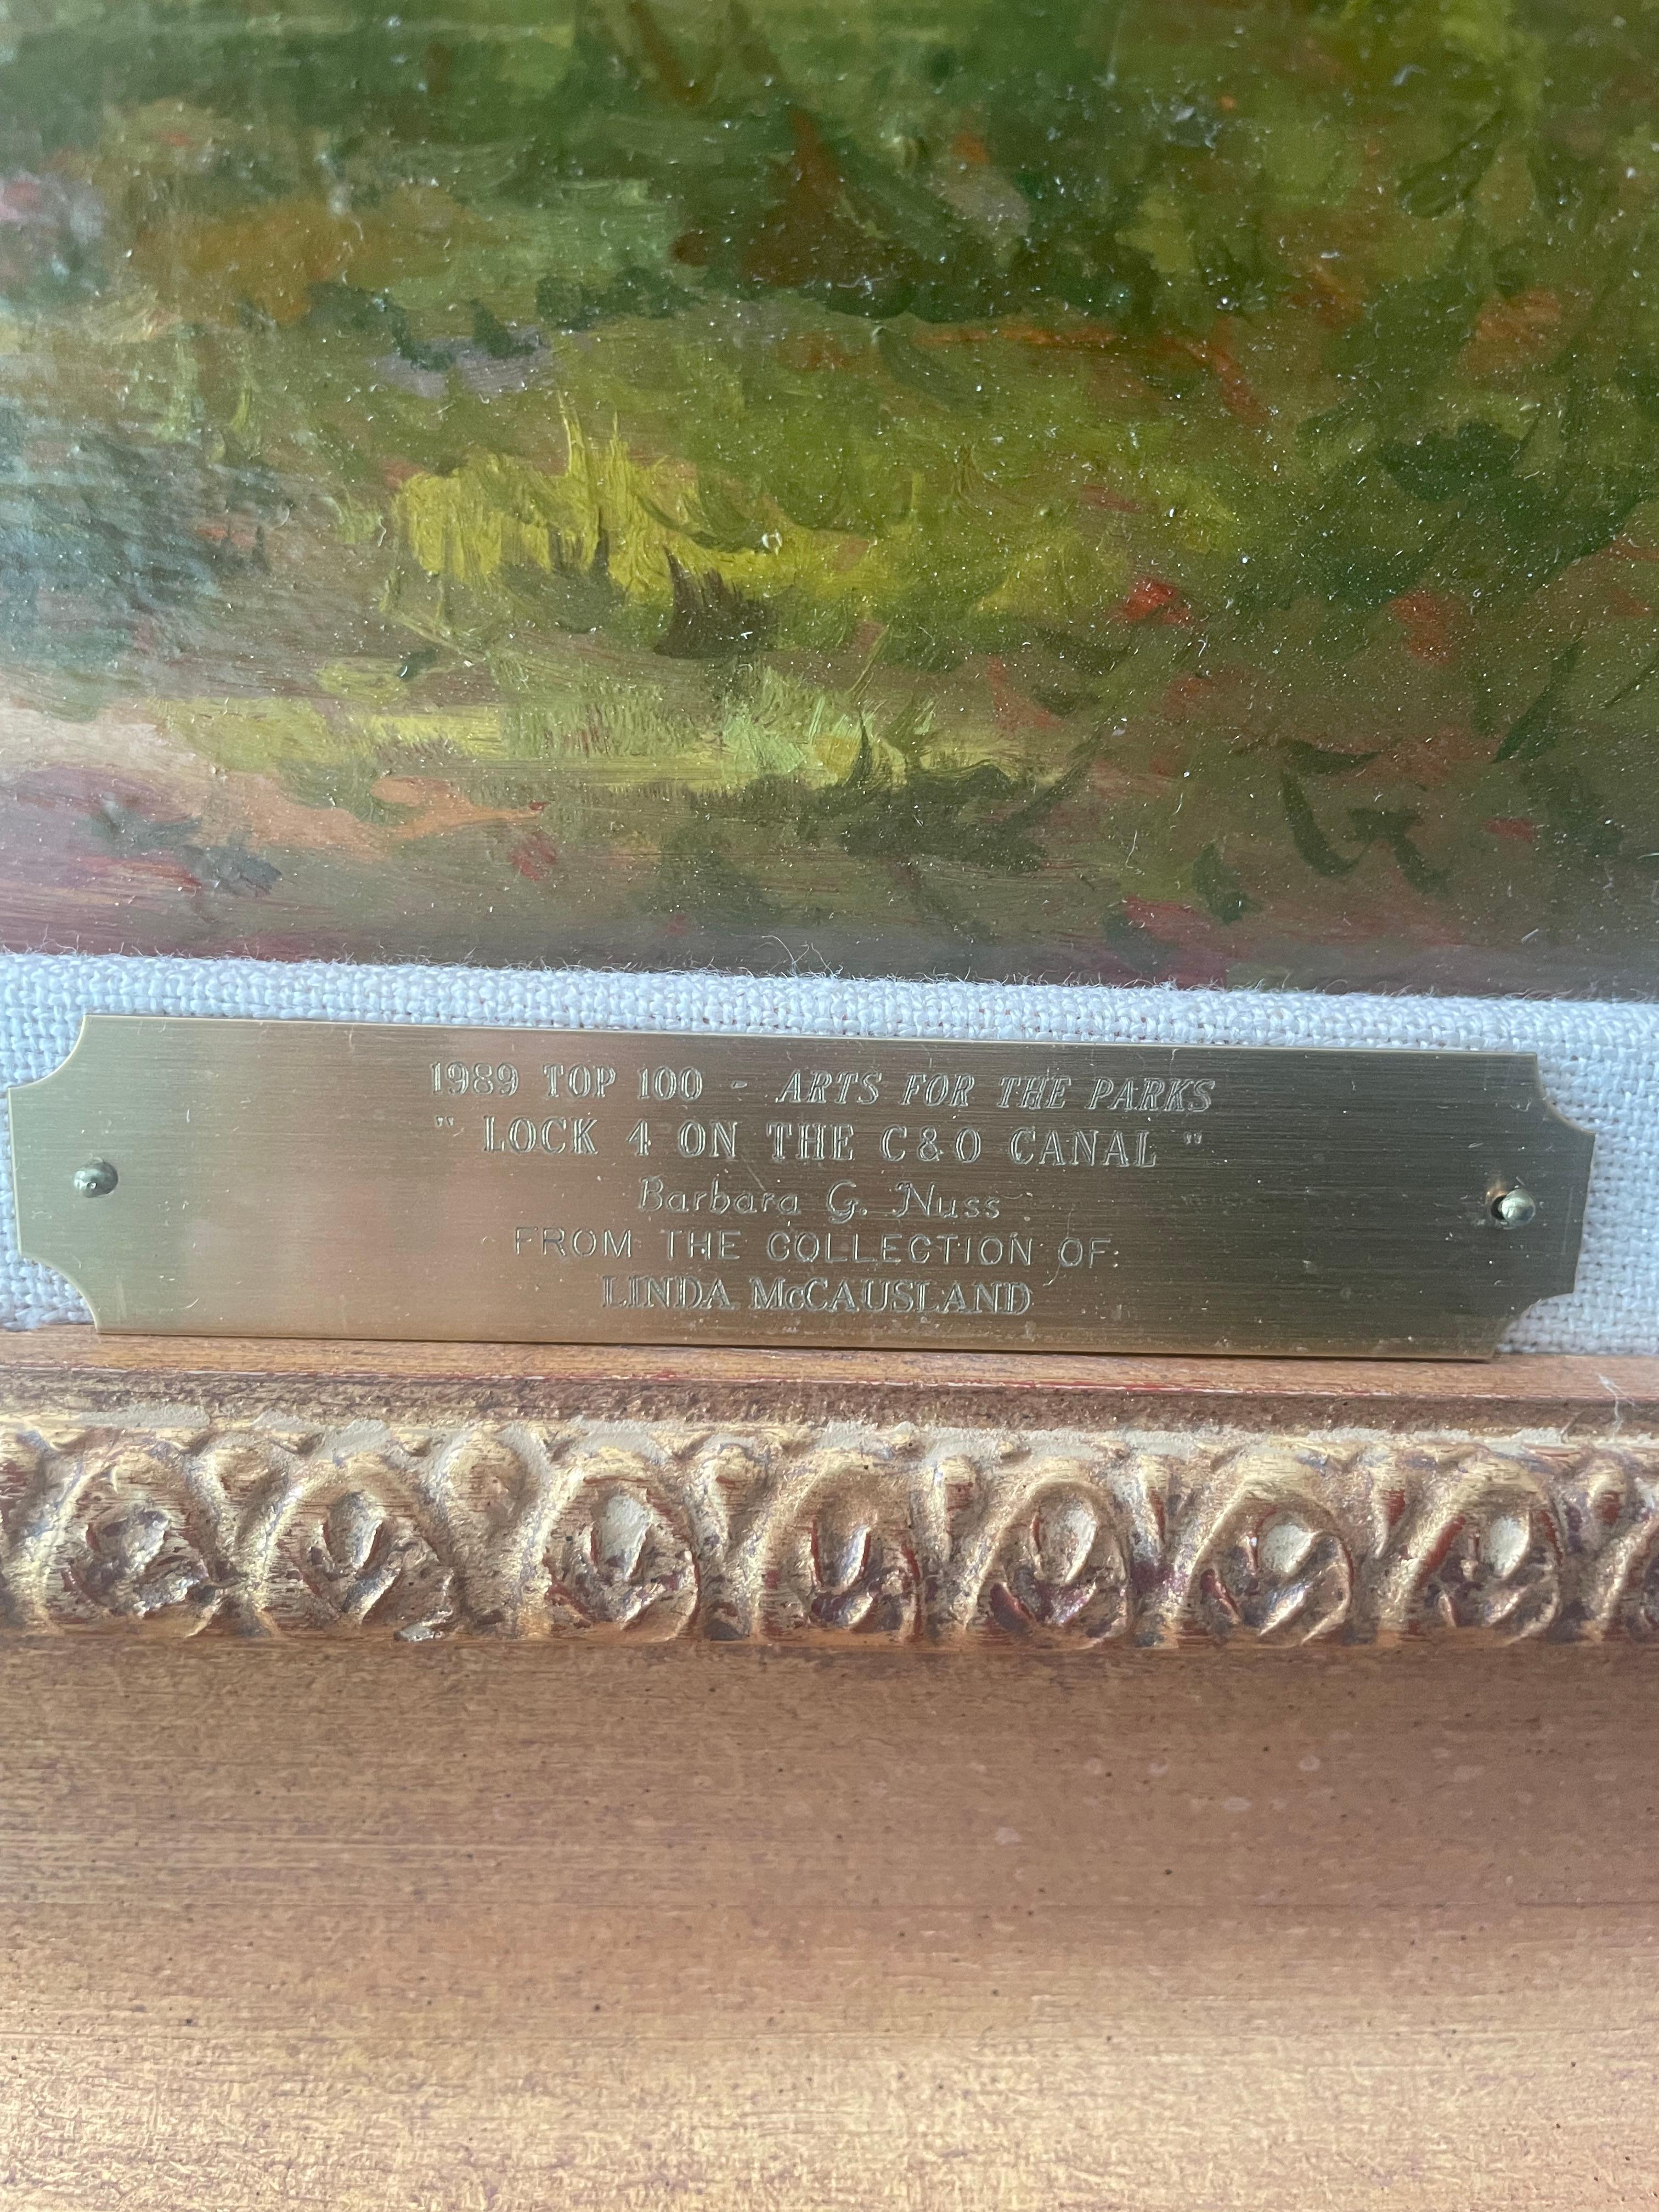 1989 TOP 100 - ARTS FOR THE PARKS
" LOCK 4 ON THE C & O CANAL "
Barbara G. Nuss
FROM THE COLLECTION OF:
LINDA McCAUSLAND